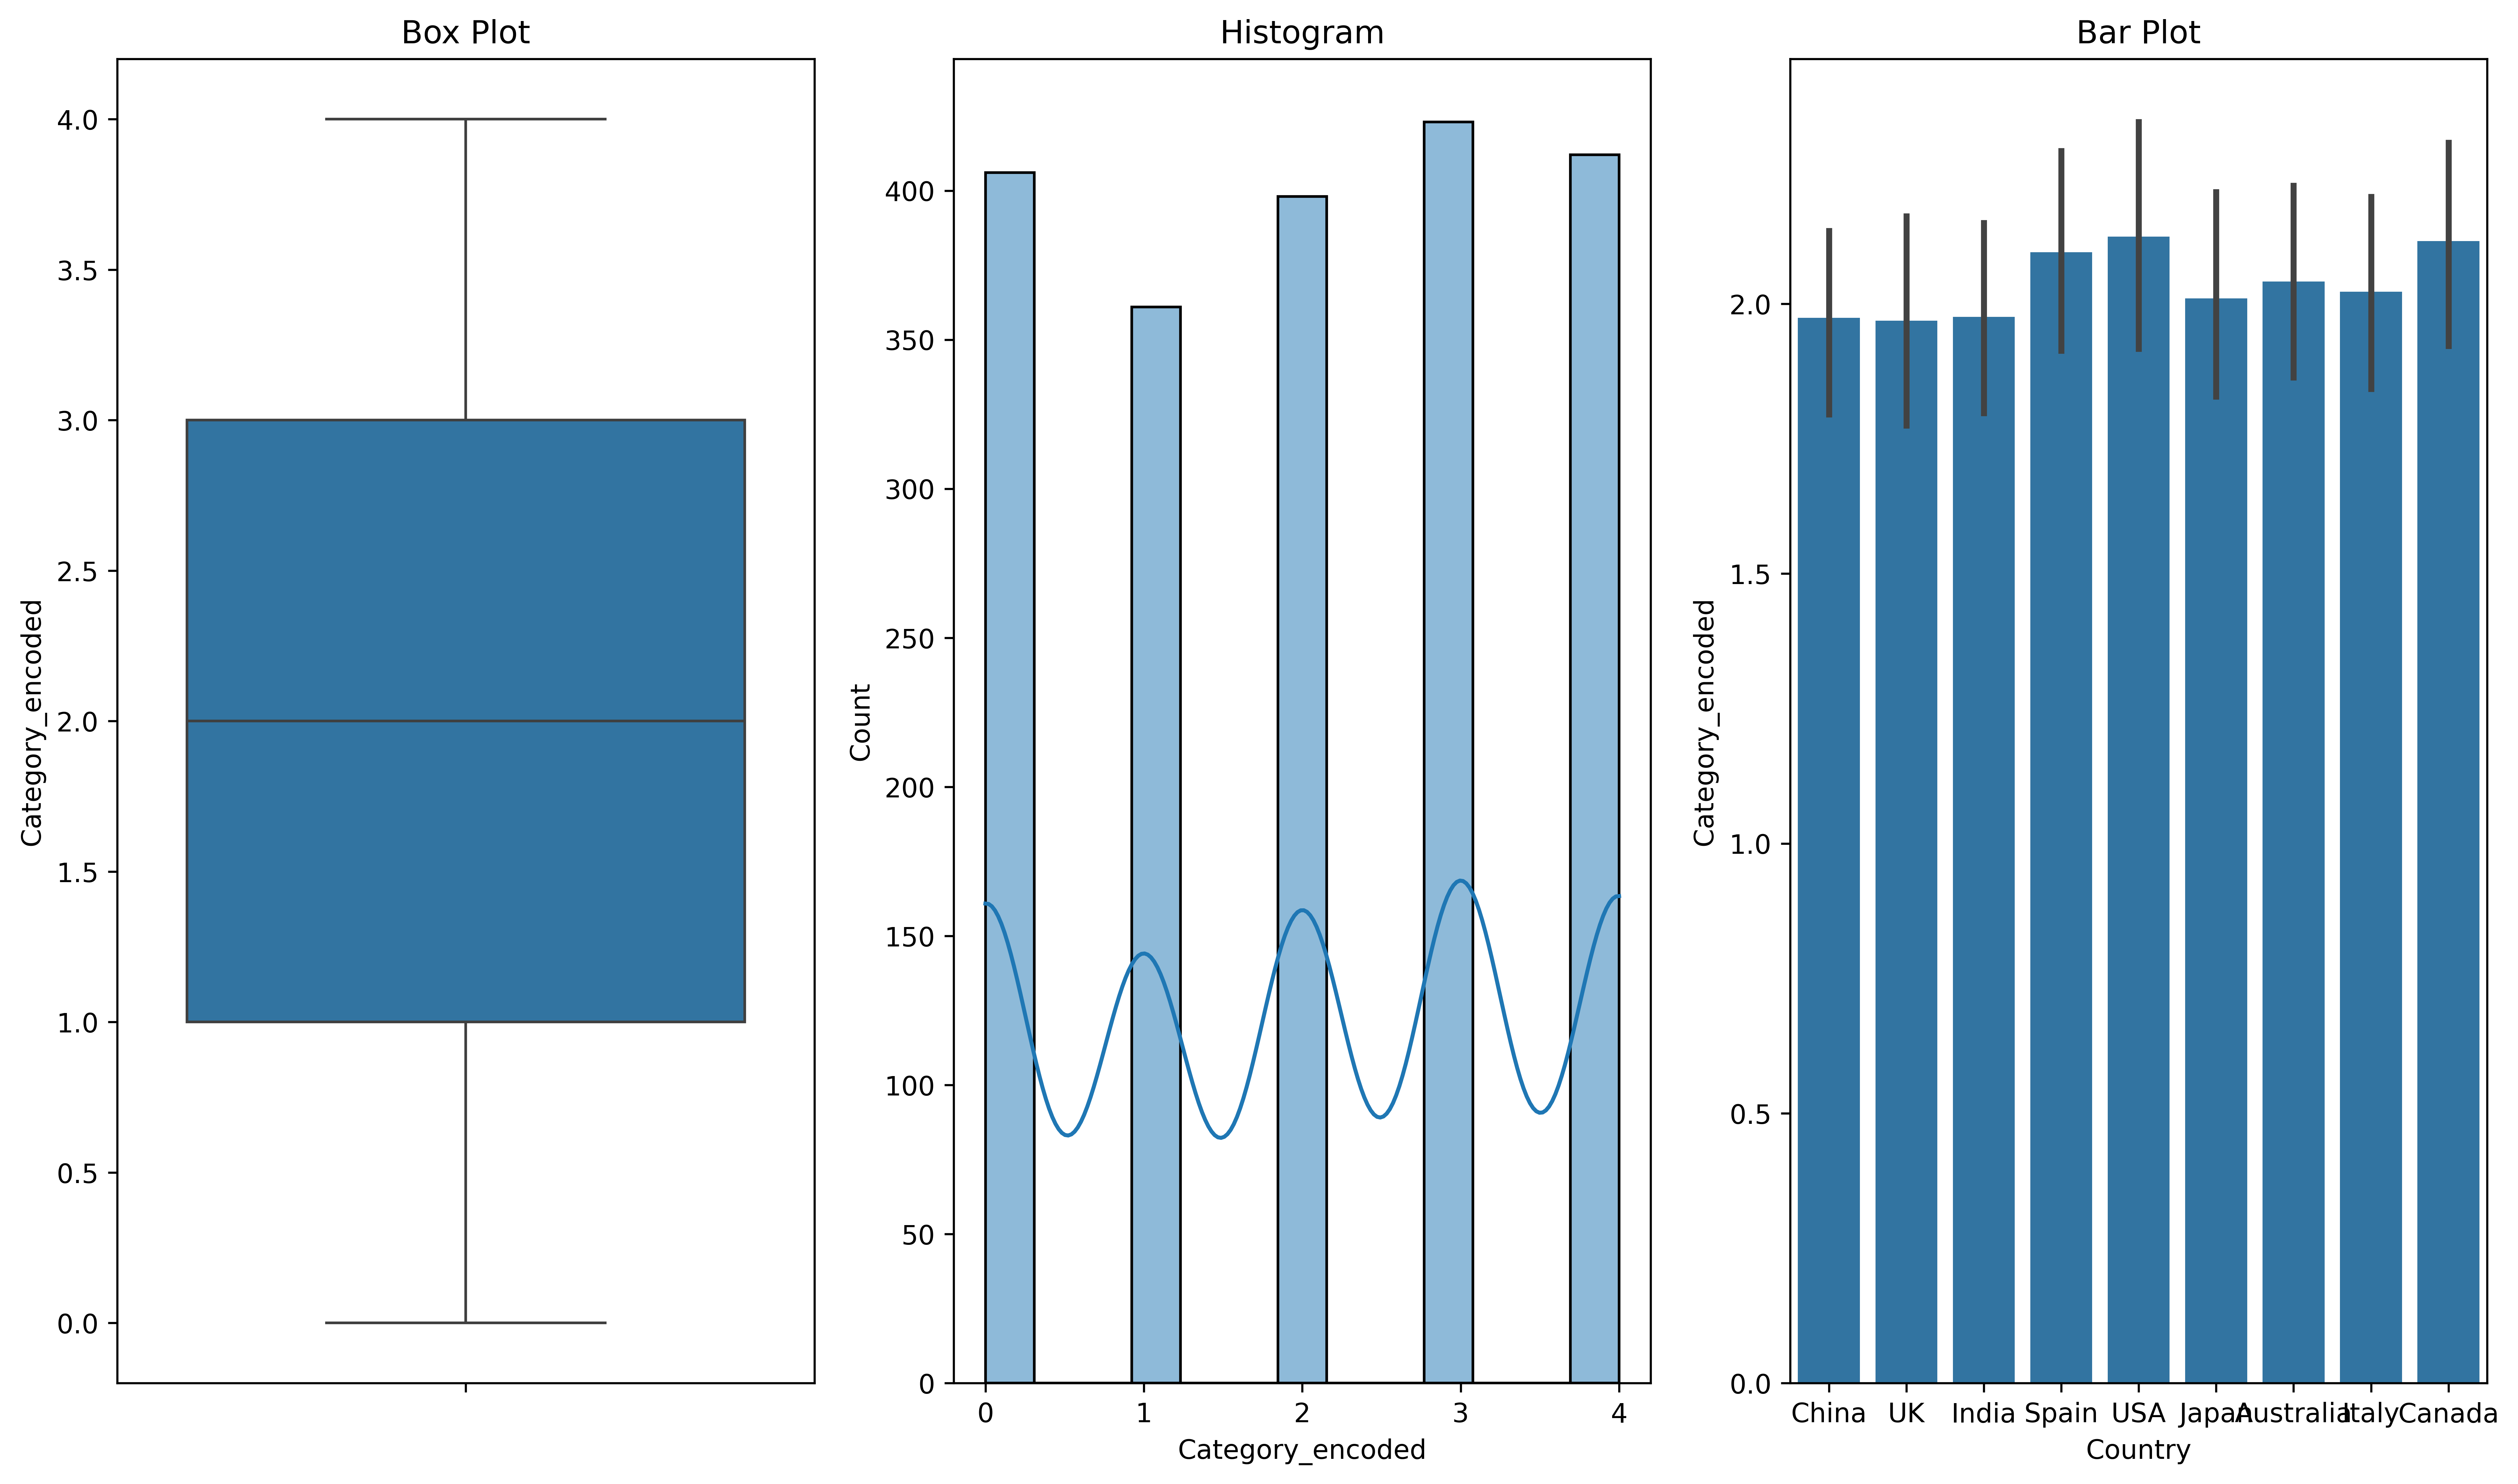 Box Plot
Category_encoded
4.0
3.5
3.0
2.5
2.0
1.5
1.0
0.5
0.0
Histogram
Count
400
350
300
250
200
150
100
50
0
0 1 2 3 4
Category_encoded
Bar Plot
Category_encoded
2.0
1.5
1.0
0.5
0.0
China UK India Spain USA Japan Australia Italy Canada
Country